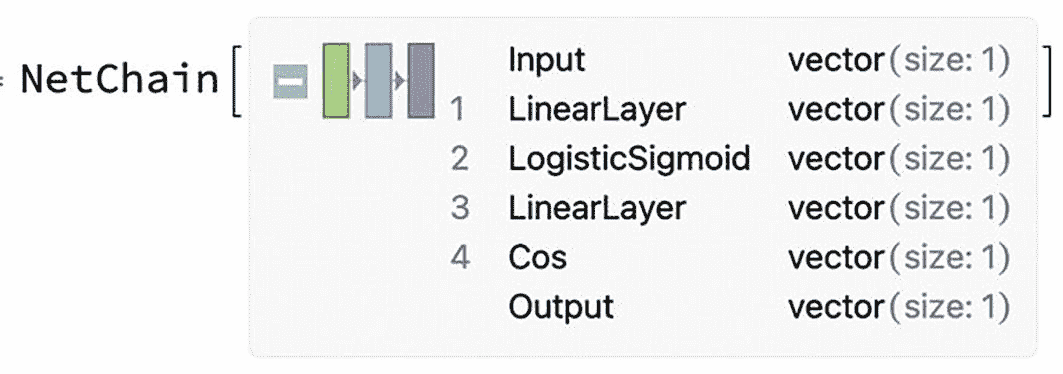 = NetChain[ Input vector(size: 1) ]
1 LinearLayer vector(size: 1)
2 LogisticSigmoid vector(size: 1)
3 LinearLayer vector(size: 1)
4 Cos vector(size: 1)
Output vector(size: 1)